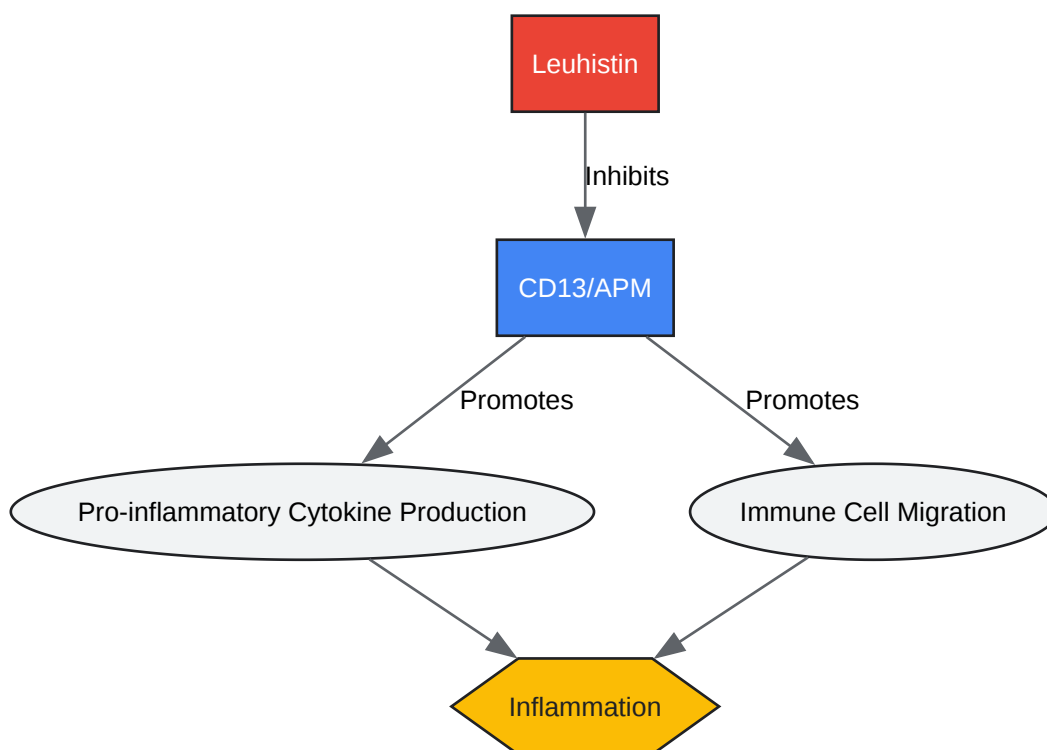 Leuhistin
Inhibits
CD13/APM
Promotes
Promotes
Pro-inflammatory Cytokine Production
Immune Cell Migration
Inflammation